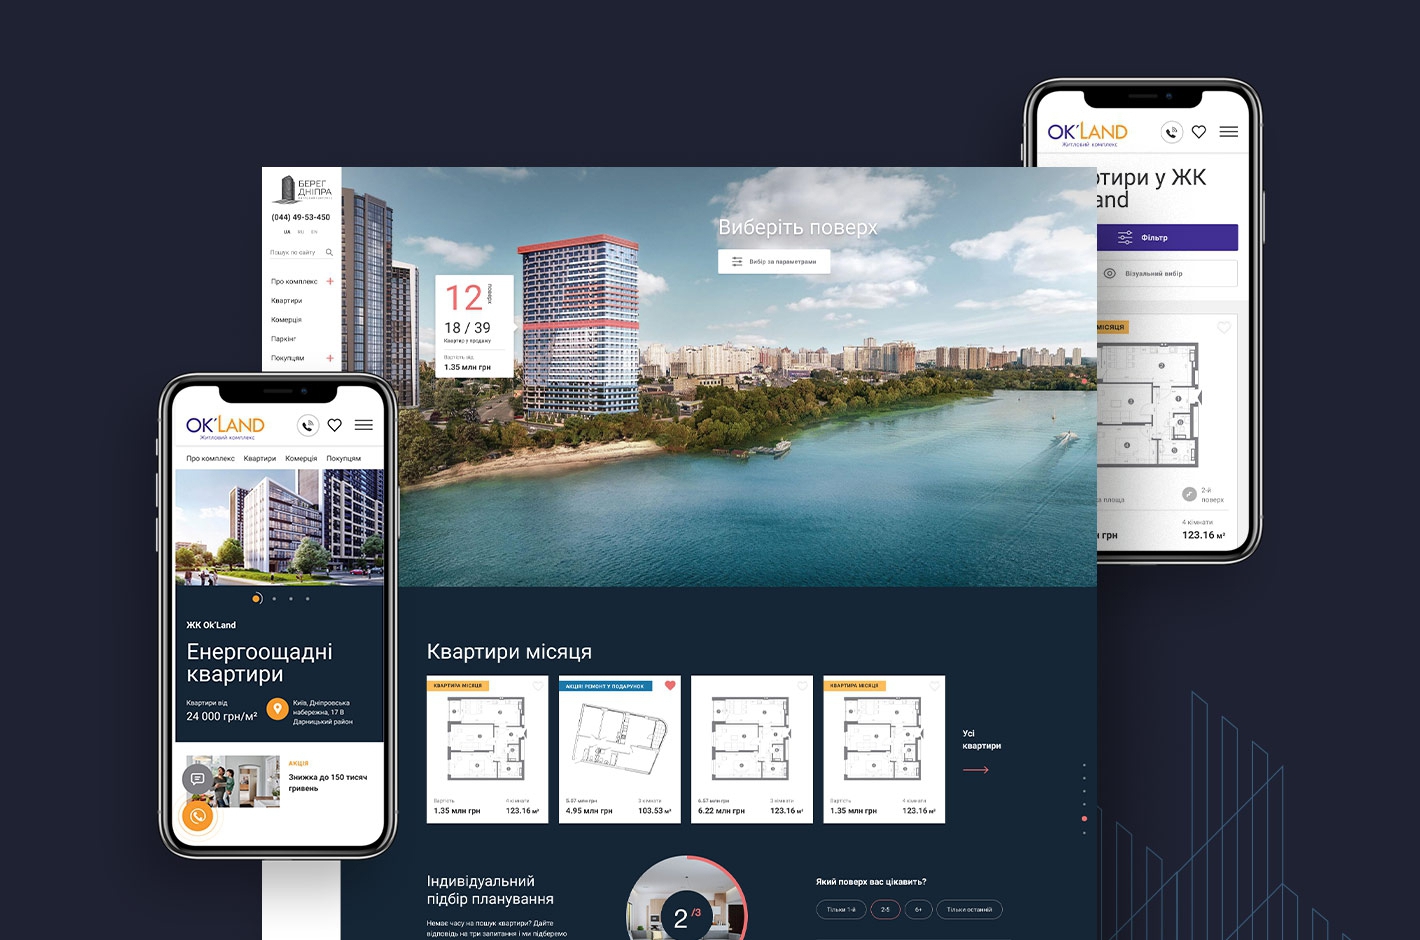 БЕРЕГ
ДНІПРА
(044) 49-53-450
UA RU EN
Пошук по сайту
Про комплекс +
Квартири
Комерція
Паркінг
Покупцям +
12 поверх
18 / 39
Квартир у продажу
Вартість від
1.35 млн грн
Виберіть поверх
Вибір за параметрами
OK'LAND
Житловий комплекс
ртири у ЖК
and
Фільтр
Візуальний вибір
МІСЯЦЯ
а площа
2-й
поверх
4 кімнати
н грн
123.16 м²
OK'LAND
Житловий комплекс
Про комплекс Квартири Комерція Покупцям
ЖК Ok'Land
Енергоощадні
квартири
Квартири від
24 000 грн/м²
Київ, Дніпровська
набережна, 17 В
Дарницький район
АКЦІЯ
Знижка до 150 тисяч
гривень
Квартири місяця
КВАРТИРА МІСЯЦЯ
Вартість 4 кімнати
1.35 млн грн 123.16 м²
АКЦІЯ! РЕМОНТ У ПОДАРУНОК
5.07 млн грн 3 кімнати
4.95 млн грн 103.53 м²
6.57 млн грн 3 кімнати
6.22 млн грн 123.16 м²
КВАРТИРА МІСЯЦЯ
Вартість 4 кімнати
1.35 млн грн 123.16 м²
Усі
квартири
Індивідуальний
підбір планування
Немає часу на пошук квартири? Дайте
відповідь на три запитання і ми підберемо
2 /3
Який поверх вас цікавить?
Тільки 1-й 2-5 6+ Тільки останній